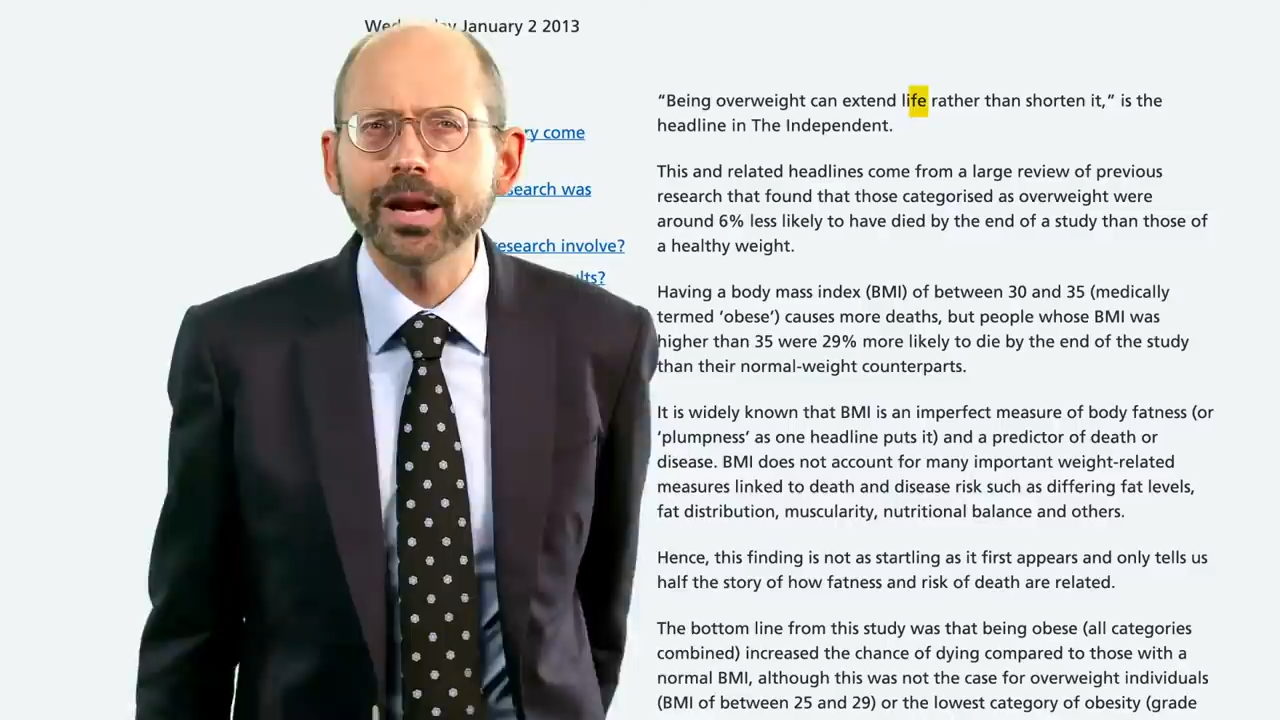 January 2 2013
come
research involve?
“Being overweight can extend life rather than shorten it,” is the
headline in The Independent.
This and related headlines come from a large review of previous
research that found that those categorised as overweight were
around 6% less likely to have died by the end of a study than those of
a healthy weight.
Having a body mass index (BMI) of between 30 and 35 (medically
termed ‘obese’) causes more deaths, but people whose BMI was
higher than 35 were 29% more likely to die by the end of the study
than their normal-weight counterparts.
It is widely known that BMI is an imperfect measure of body fatness (or
‘plumpness’ as one headline puts it) and a predictor of death or
disease. BMI does not account for many important weight-related
measures linked to death and disease risk such as differing fat levels,
fat distribution, muscularity, nutritional balance and others.
Hence, this finding is not as startling as it first appears and only tells us
half the story of how fatness and risk of death are related.
The bottom line from this study was that being obese (all categories
combined) increased the chance of dying compared to those with a
normal BMI, although this was not the case for overweight individuals
(BMI of between 25 and 29) or the lowest category of obesity (grade